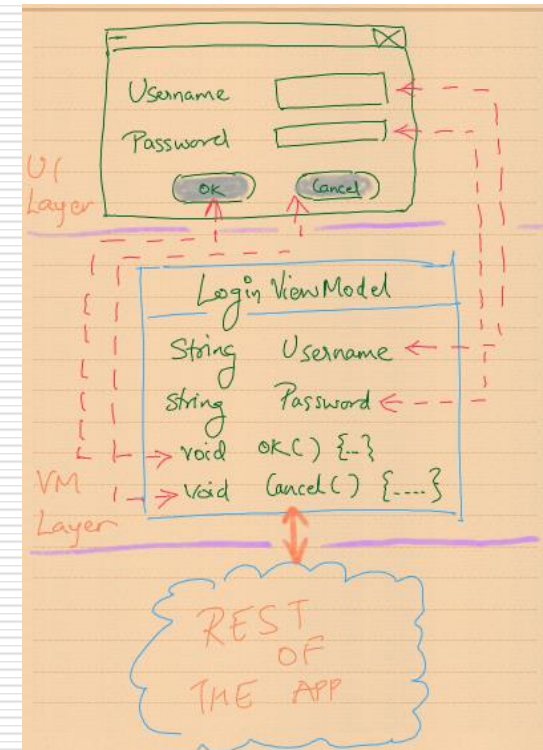 Username
Password
OK
Cancel
UI
Layer
Login ViewModel
String Username
String Password
void OK() {...}
Void Cancel() {....}
VM
Layer
REST
OF
THE APP